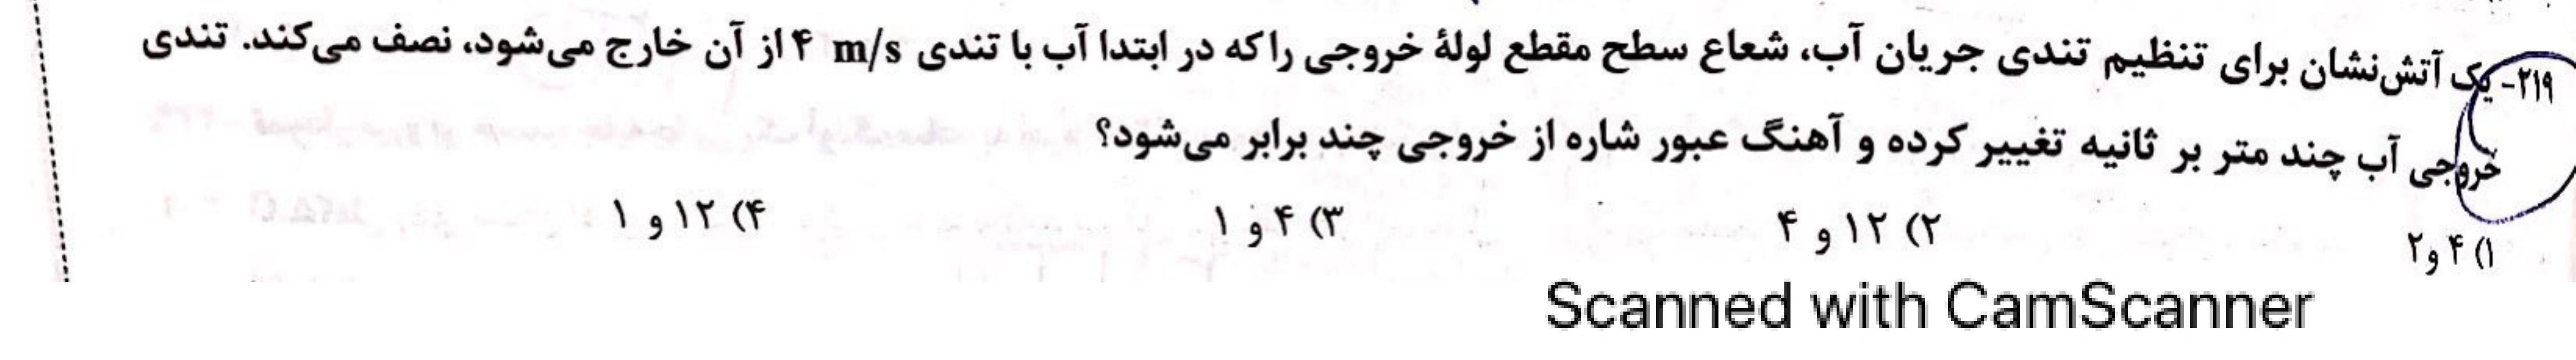 ۲۱۹- یک آتش‌نشان برای تنظیم تندی جریان آب، شعاع سطح مقطع لولهٔ خروجی را که در ابتدا آب با تندی ۴ m/s از آن خارج می‌شود، نصف می‌کند. تندی
خروجی آب چند متر بر ثانیه تغییر کرده و آهنگ عبور شاره از خروجی چند برابر می‌شود؟
۱) ۴ و ۲ ۲) ۱۲ و ۴ ۳) ۴ و ۱ ۴) ۱۲ و ۱
Scanned with CamScanner